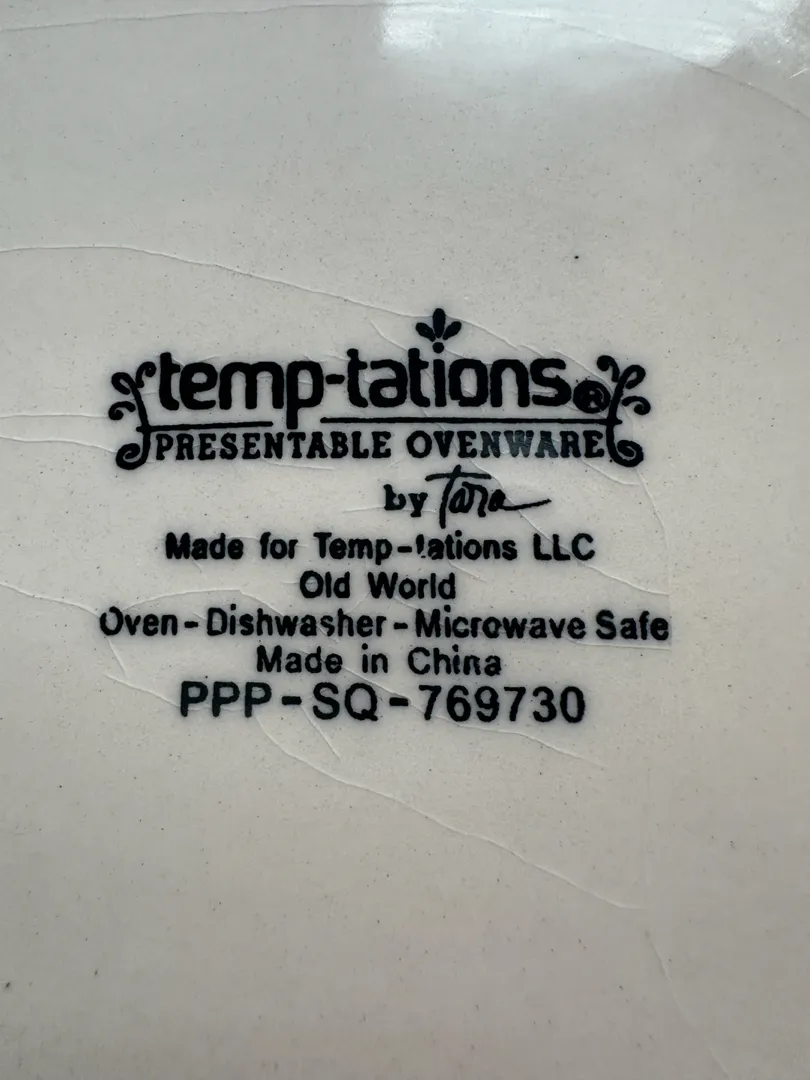 temp-tations®
PRESENTABLE OVENWARE
by Tara
Made for Temp-tations LLC
Old World
Oven-Dishwasher-Microwave Safe
Made in China
PPP-SQ-769730